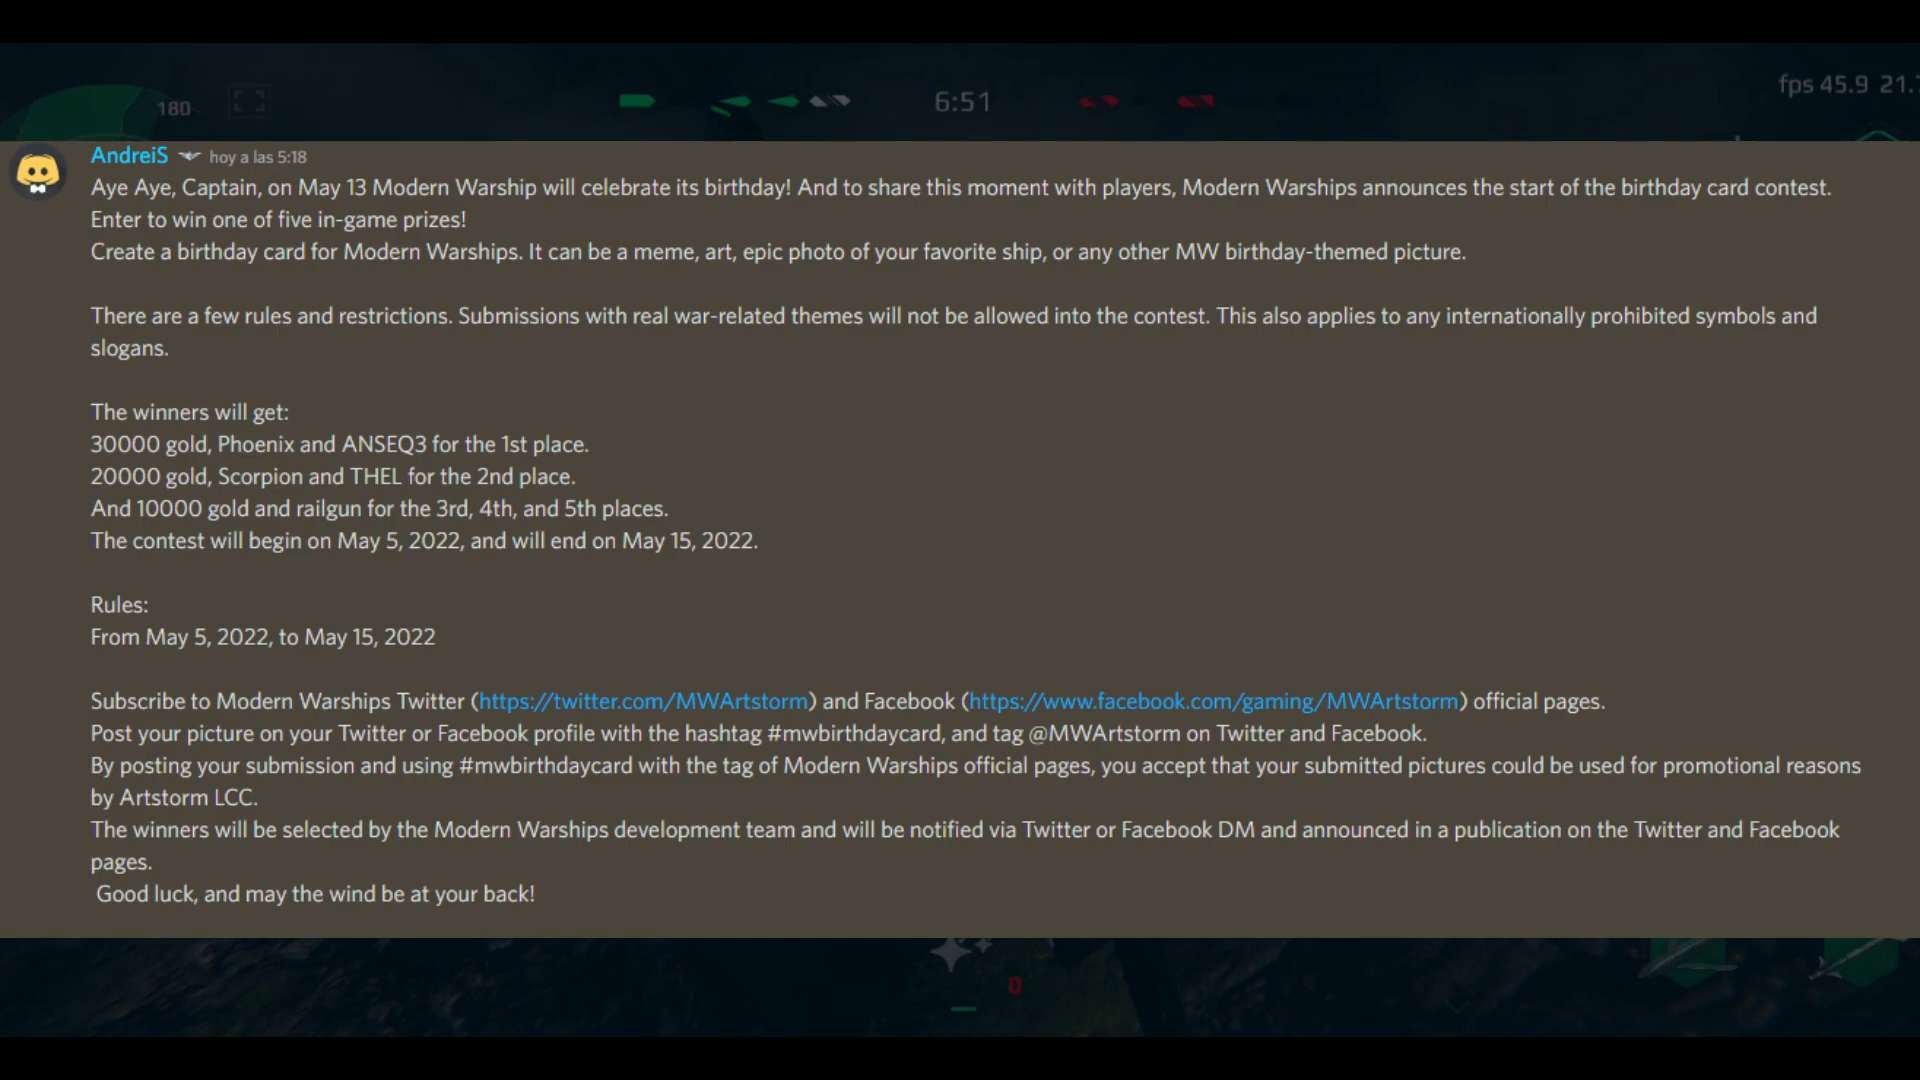 180
6:51
fps 45.9 21.
AndreiS hoy a las 5:18
Aye Aye, Captain, on May 13 Modern Warship will celebrate its birthday! And to share this moment with players, Modern Warships announces the start of the birthday card contest.
Enter to win one of five in-game prizes!
Create a birthday card for Modern Warships. It can be a meme, art, epic photo of your favorite ship, or any other MW birthday-themed picture.
There are a few rules and restrictions. Submissions with real war-related themes will not be allowed into the contest. This also applies to any internationally prohibited symbols and
slogans.
The winners will get:
30000 gold, Phoenix and ANSEQ3 for the 1st place.
20000 gold, Scorpion and THEL for the 2nd place.
And 10000 gold and railgun for the 3rd, 4th, and 5th places.
The contest will begin on May 5, 2022, and will end on May 15, 2022.
Rules:
From May 5, 2022, to May 15, 2022
Subscribe to Modern Warships Twitter (https://twitter.com/MWArtstorm) and Facebook (https://www.facebook.com/gaming/MWArtstorm) official pages.
Post your picture on your Twitter or Facebook profile with the hashtag #mwbirthdaycard, and tag @MWArtstorm on Twitter and Facebook.
By posting your submission and using #mwbirthdaycard with the tag of Modern Warships official pages, you accept that your submitted pictures could be used for promotional reasons
by Artstorm LCC.
The winners will be selected by the Modern Warships development team and will be notified via Twitter or Facebook DM and announced in a publication on the Twitter and Facebook
pages.
Good luck, and may the wind be at your back!
0